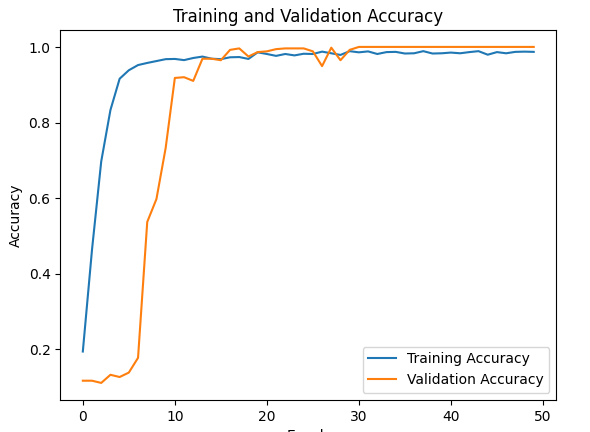 Training and Validation Accuracy
1.0
0.8
0.6
0.4
0.2
Accuracy
Training Accuracy
Validation Accuracy
0 10 20 30 40 50